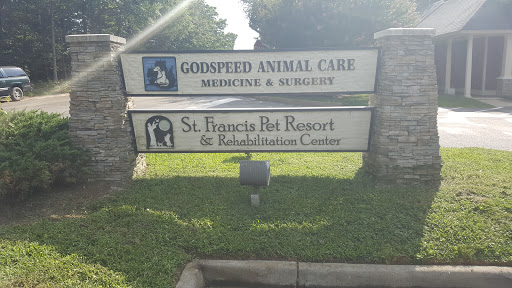 GODSPEED ANIMAL CARE
MEDICINE & SURGERY
St. Francis Pet Resort
& Rehabilitation Center